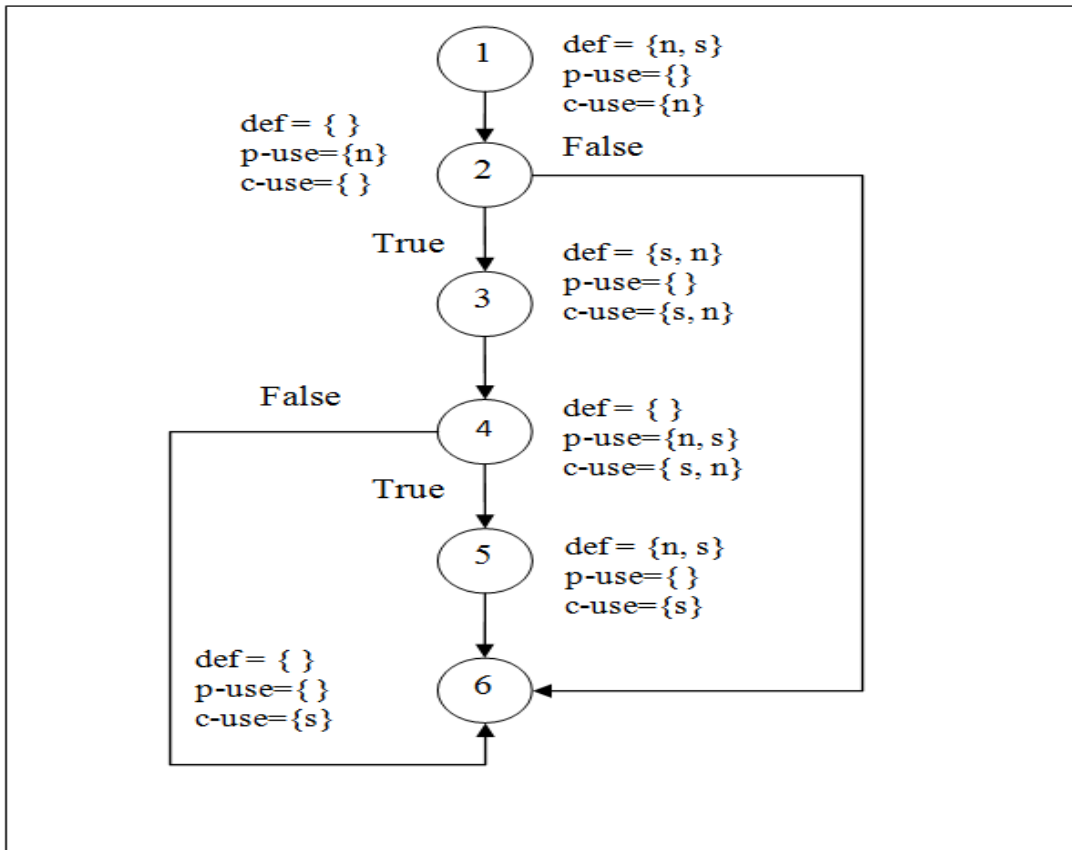 1
def = {n, s}
p-use={}
c-use={n}
def = { }
p-use={n}
c-use={ }
2
False
True
3
def = {s, n}
p-use={ }
c-use={s, n}
False
4
def = { }
p-use={n, s}
c-use={ s, n}
True
5
def = {n, s}
p-use={ }
c-use={s}
def = { }
p-use={ }
c-use={s}
6